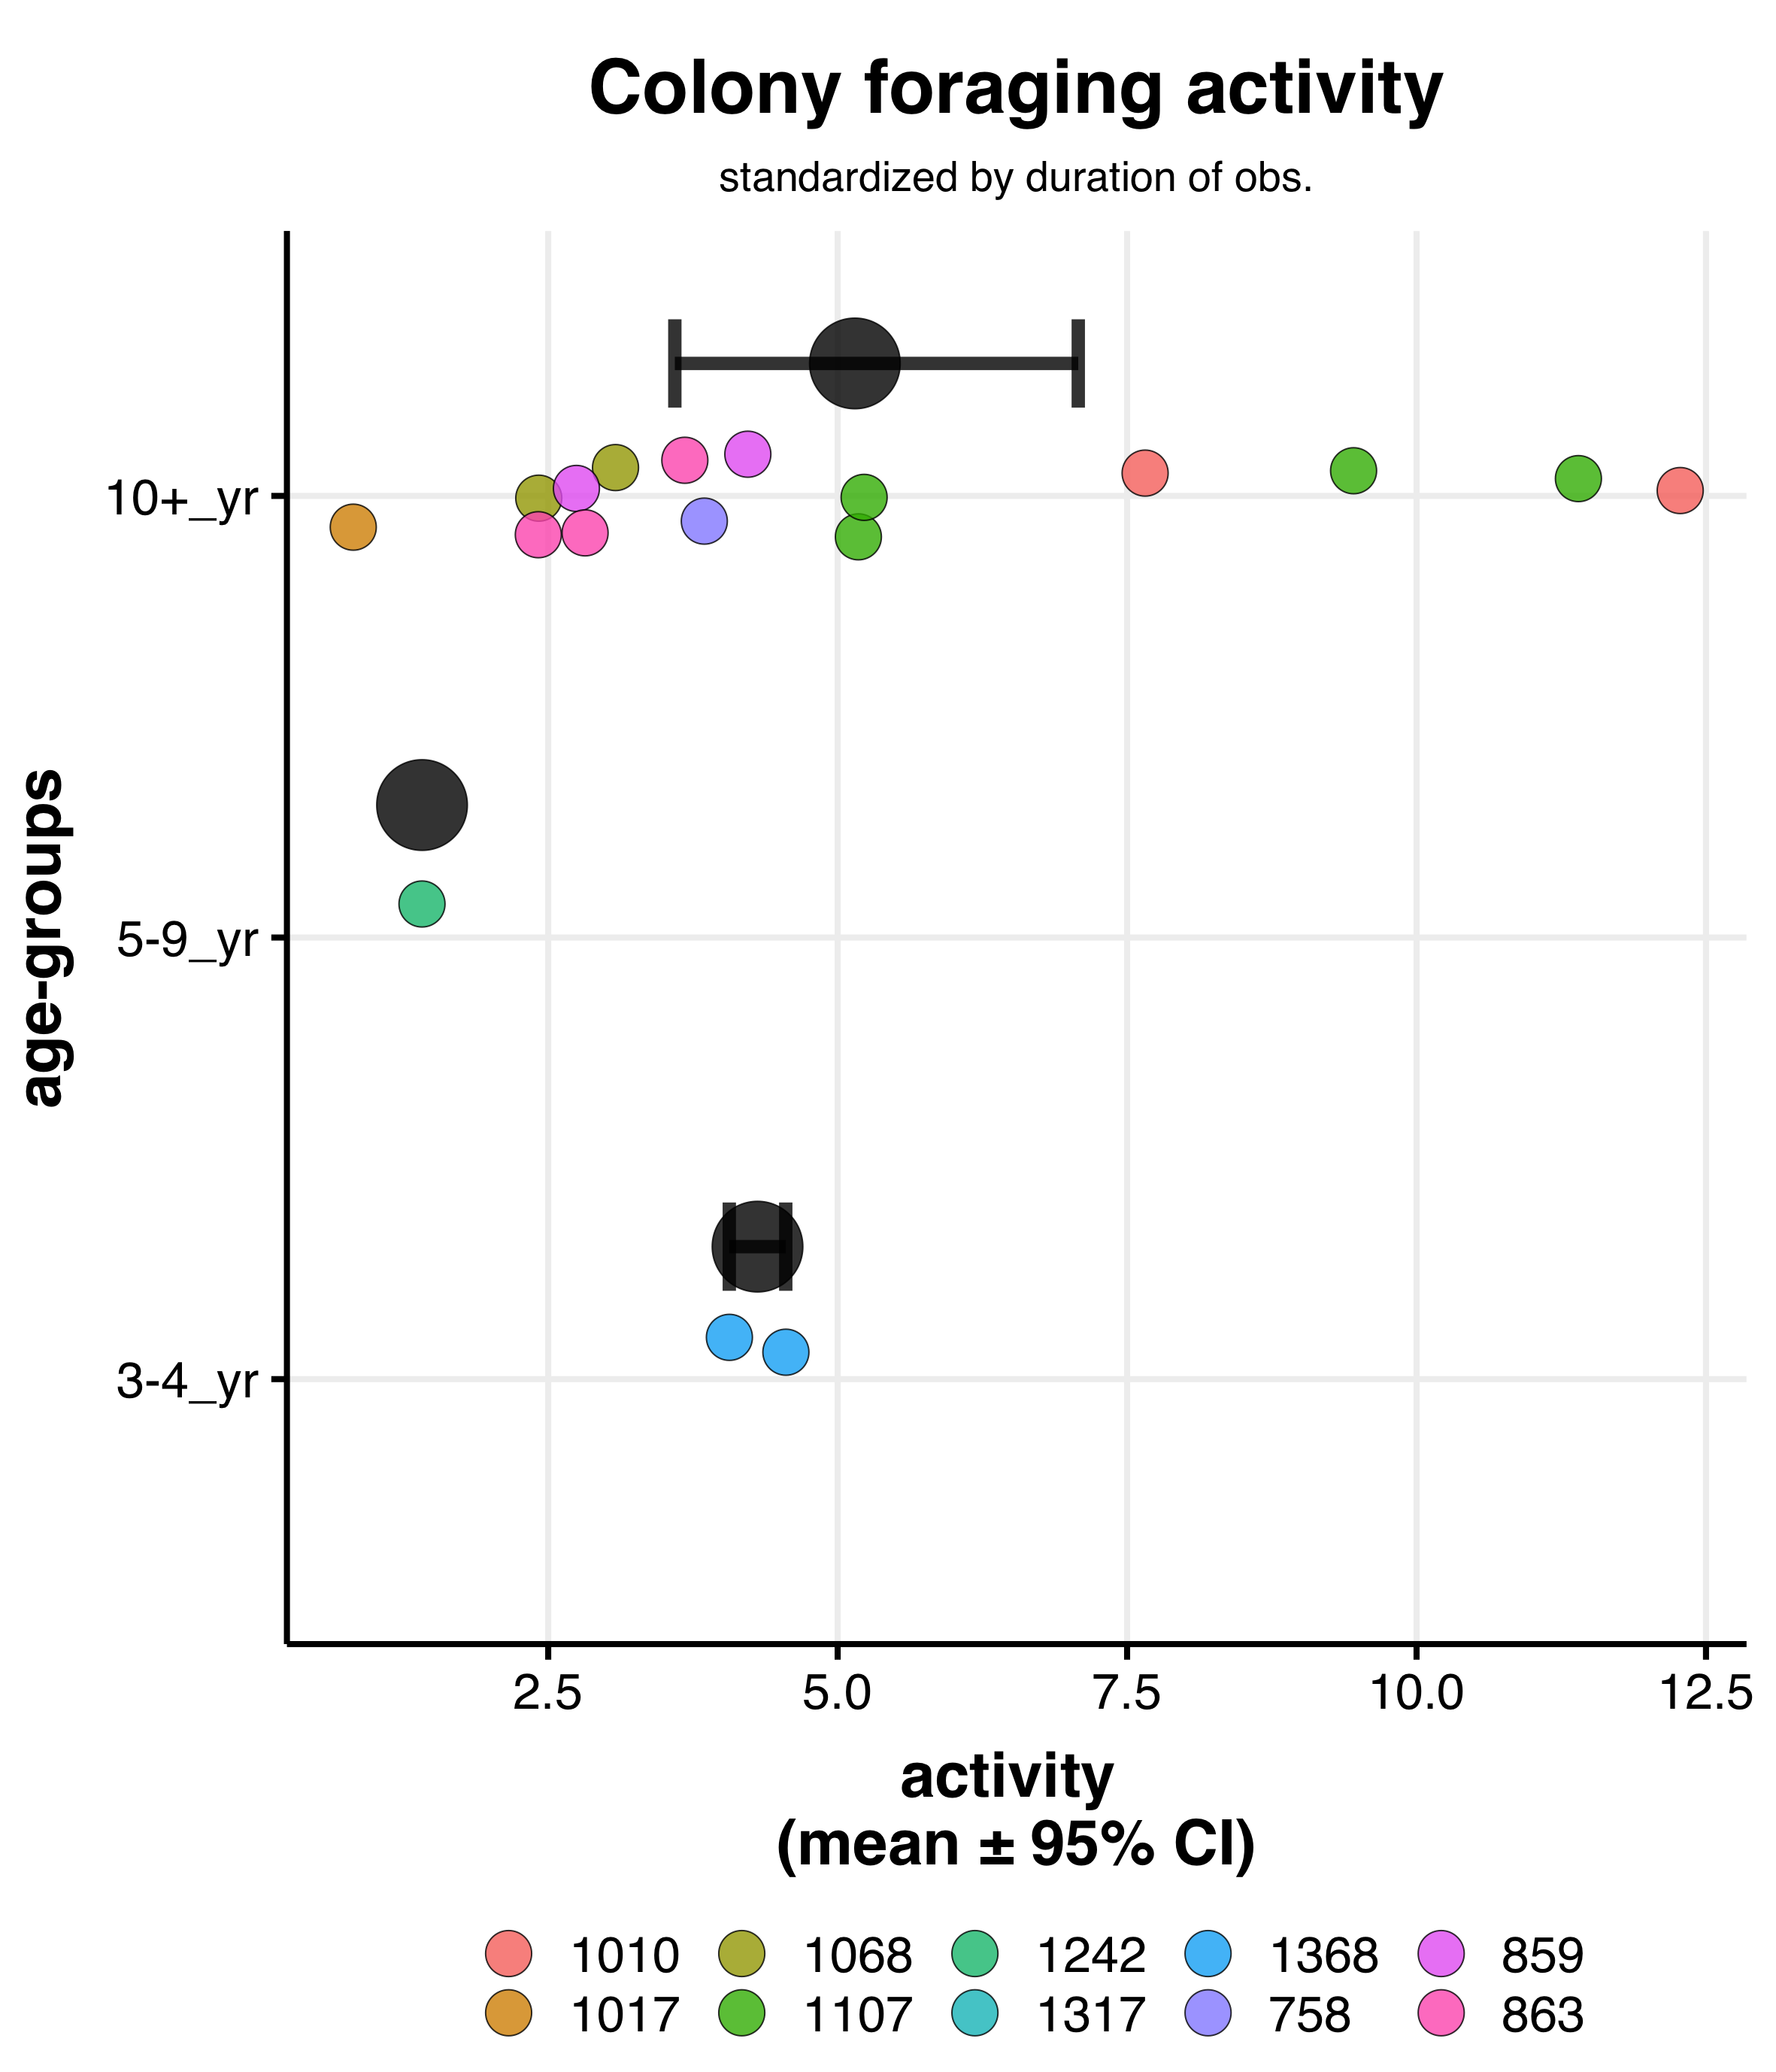 Colony foraging activity
standardized by duration of obs.
age-groups
10+_yr
5-9_yr
3-4_yr
2.5 5.0 7.5 10.0 12.5
activity
(mean ± 95% CI)
1010 1068 1242 1368 859
1017 1107 1317 758 863